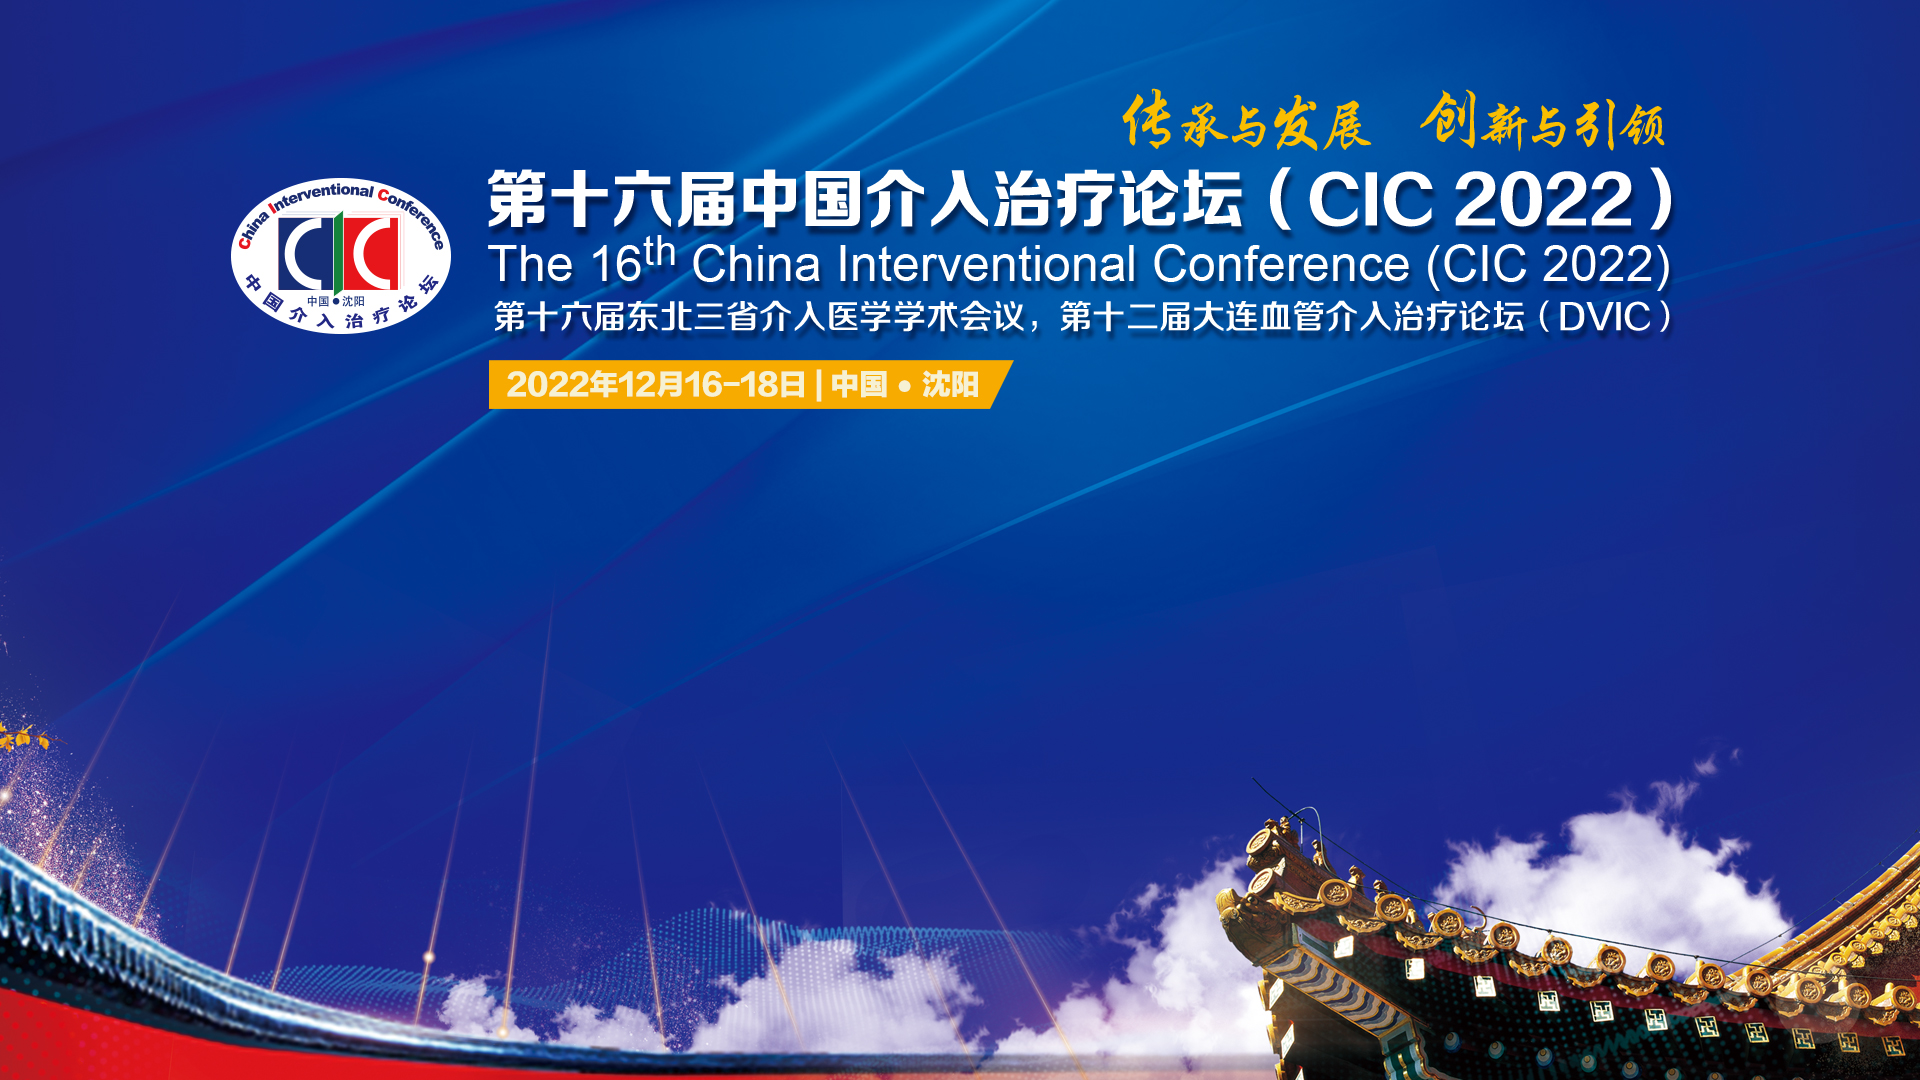 传承与发展 创新与引领
第十六届中国介入治疗论坛（CIC 2022）
The 16th China Interventional Conference (CIC 2022)
第十六届东北三省介入医学学术会议，第十二届大连血管介入治疗论坛（DVIC）
2022年12月16-18日 | 中国 • 沈阳
China Interventional Conference
CIC
中国 • 沈阳
中国介入治疗论坛